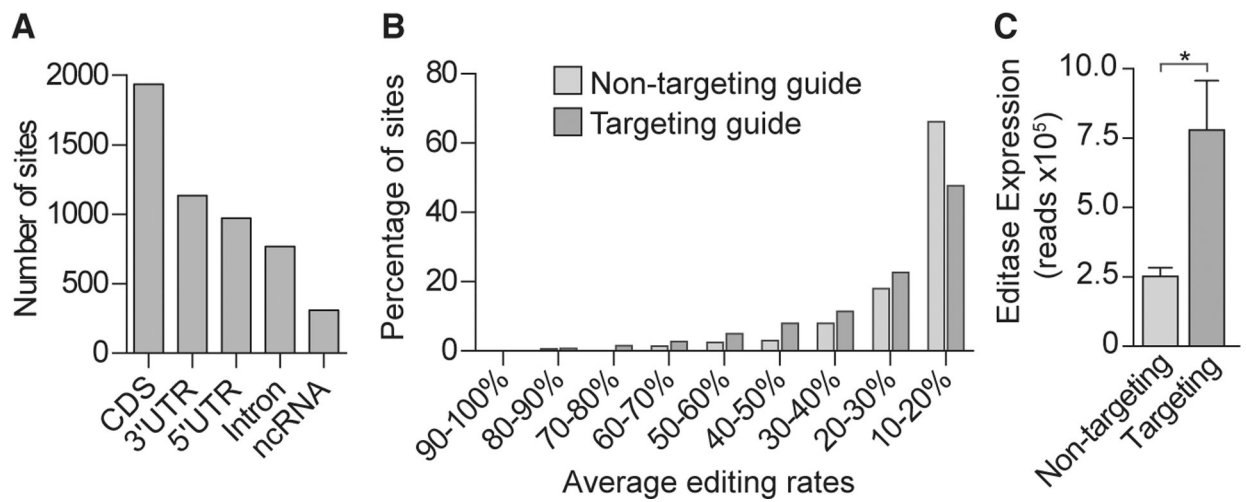 A
Number of sites
2000
1500
1000
500
0
CDS
3'UTR
5'UTR
Intron
ncRNA
B
Percentage of sites
80
60
40
20
0
Non-targeting guide
Targeting guide
90-100%
80-90%
70-80%
60-70%
50-60%
40-50%
30-40%
20-30%
10-20%
Average editing rates
C
Editase Expression
(reads x10⁵)
10.0
7.5
5.0
2.5
0
*
Non-targeting
Targeting